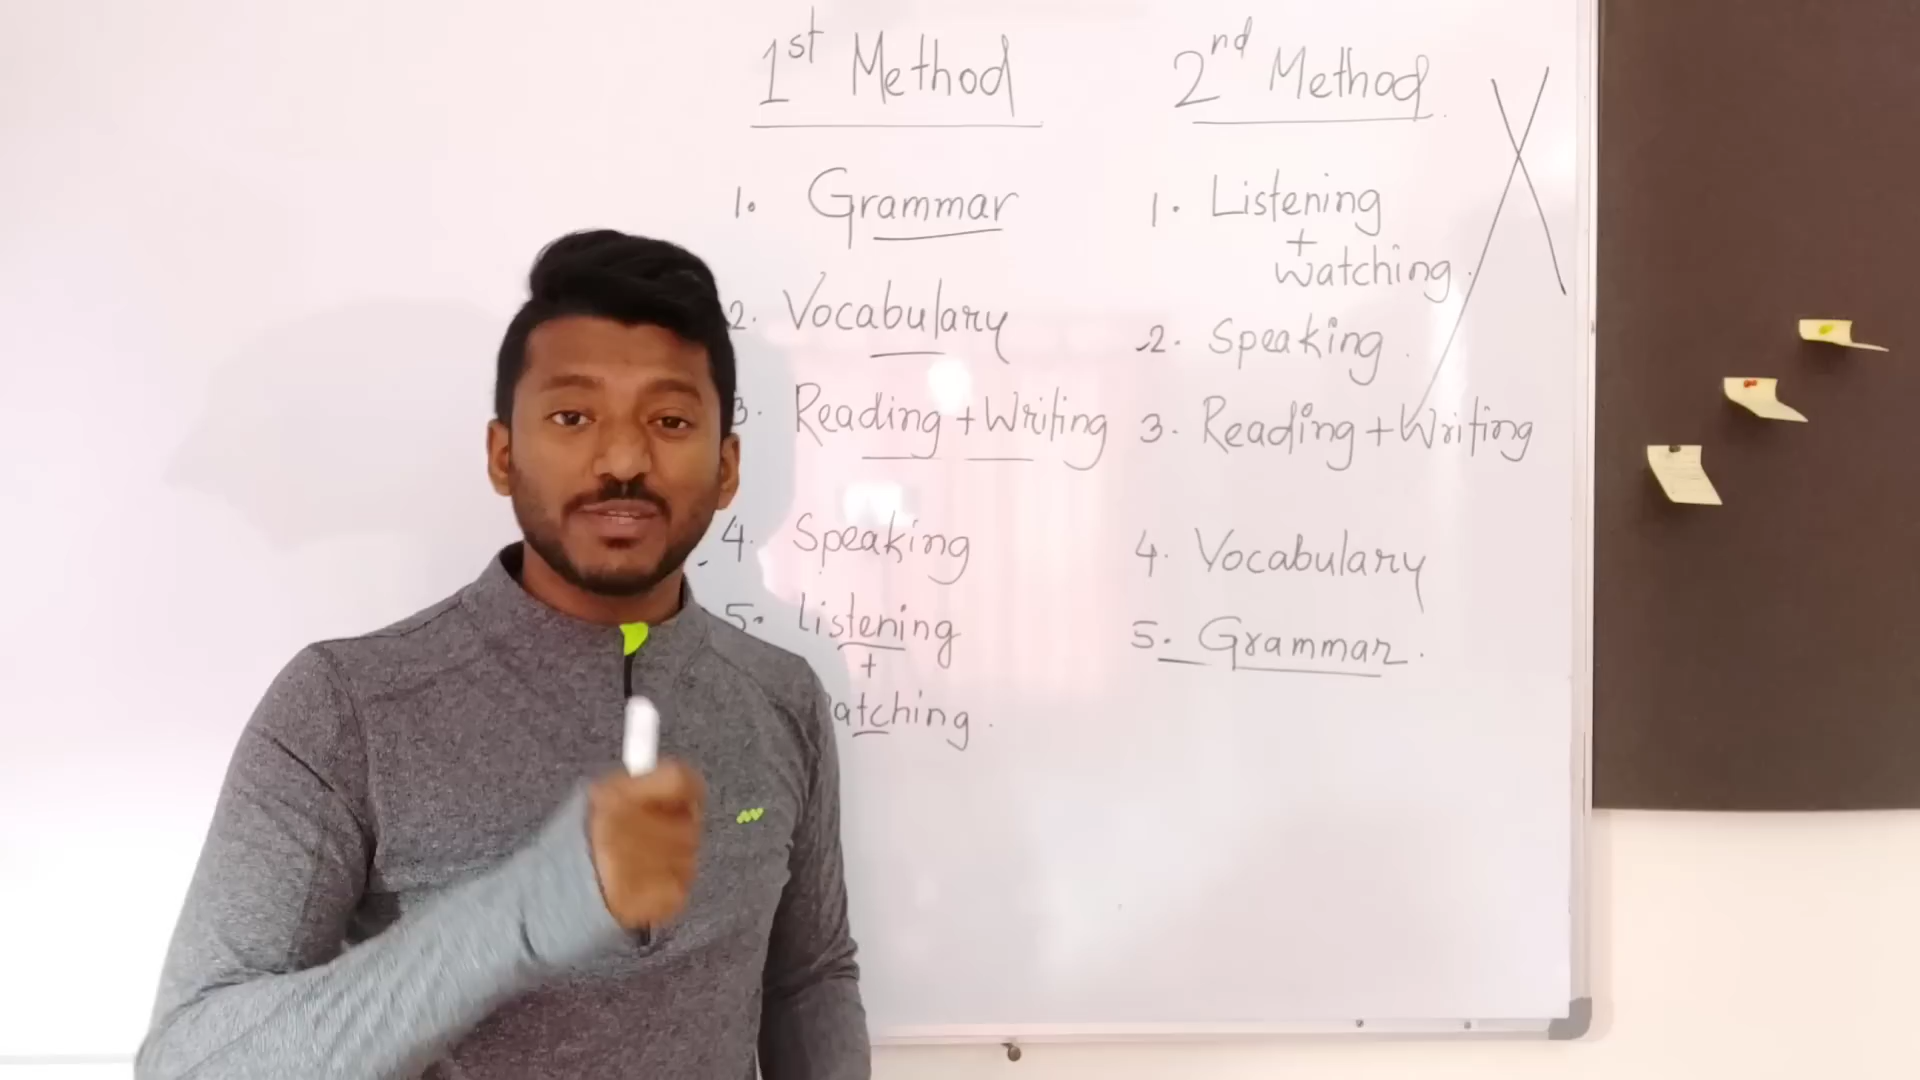 1st Method
1. Grammar
2. Vocabulary
3. Reading + Writing
4. Speaking
5. Listening
+
atching.
2nd Method.
1. Listening
+
watching.
2. Speaking.
3. Reading + Writing
4. Vocabulary
5. Grammar.